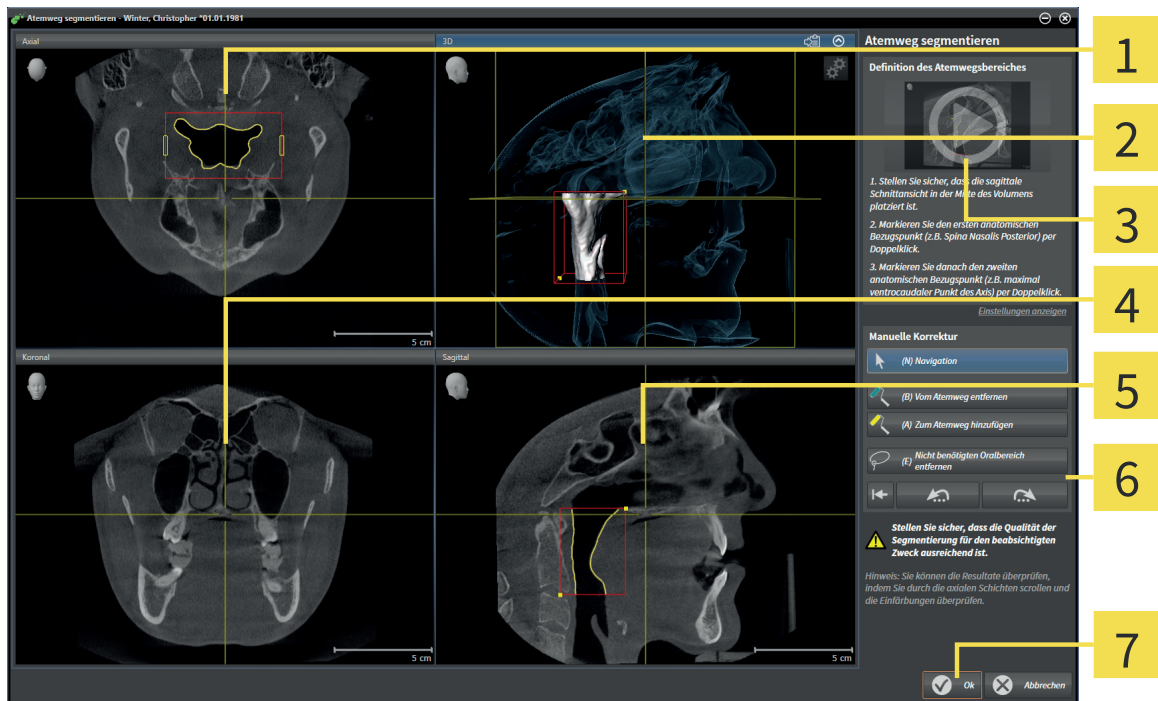 Atemweg segmentieren - Winter, Christopher *01.01.1981
Axial
3D
5 cm
Koronal
Sagittal
5 cm
5 cm
Atemweg segmentieren
Definition des Atemwegsbereiches
1. Stellen Sie sicher, dass die sagittale
Schnittansicht in der Mitte des Volumens
platziert ist.
2. Markieren Sie den ersten anatomischen
Bezugspunkt (z.B. Spina Nasalis Posterior) per
Doppelklick.
3. Markieren Sie danach den zweiten
anatomischen Bezugspunkt (z.B. maximal
ventrocaudaler Punkt des Axis) per Doppelklick.
Einstellungen anzeigen
Manuelle Korrektur
(N) Navigation
(B) Vom Atemweg entfernen
(A) Zum Atemweg hinzufügen
(E) Nicht benötigten Oralbereich
entfernen
Stellen Sie sicher, dass die Qualität der
Segmentierung für den beabsichtigten
Zweck ausreichend ist.
Hinweis: Sie können die Resultate überprüfen,
indem Sie durch die axialen Schichten scrollen und
die Einfärbungen überprüfen.
Ok
Abbrechen
1
2
3
4
5
6
7